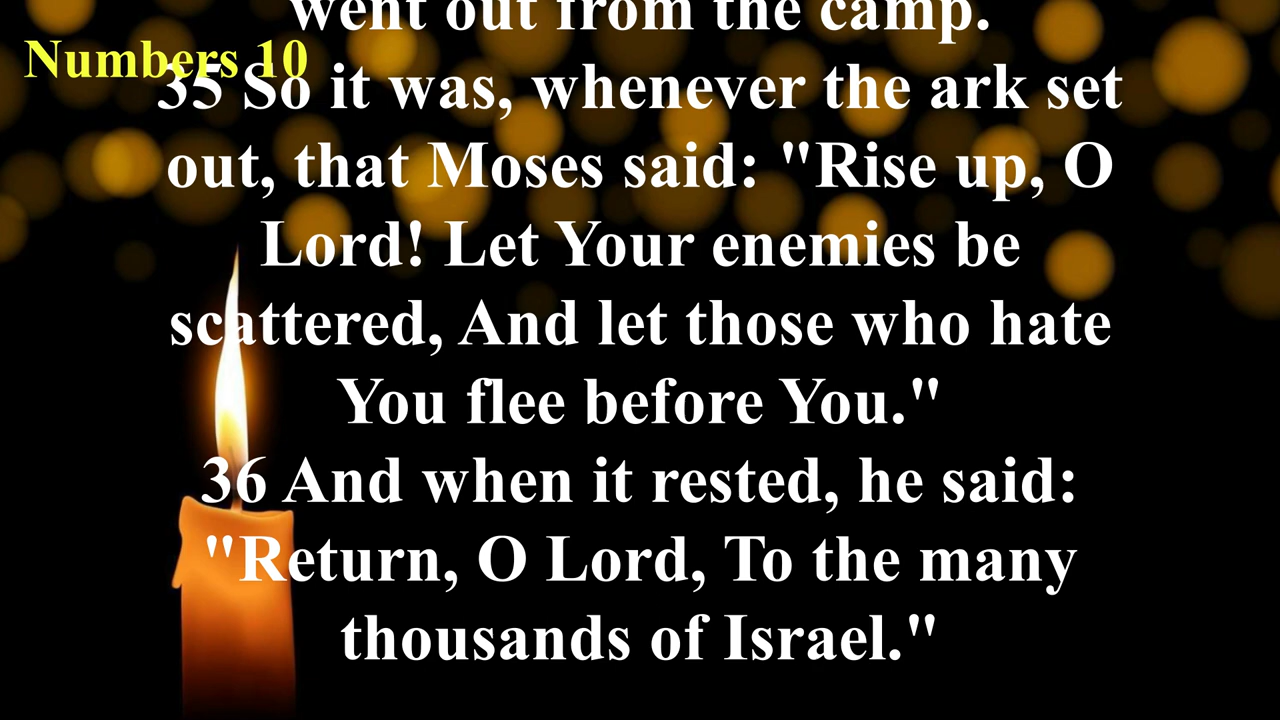 went out from the camp.
Numbers 10
35 So it was, whenever the ark set
out, that Moses said: "Rise up, O
Lord! Let Your enemies be
scattered, And let those who hate
You flee before You."
36 And when it rested, he said:
"Return, O Lord, To the many
thousands of Israel."